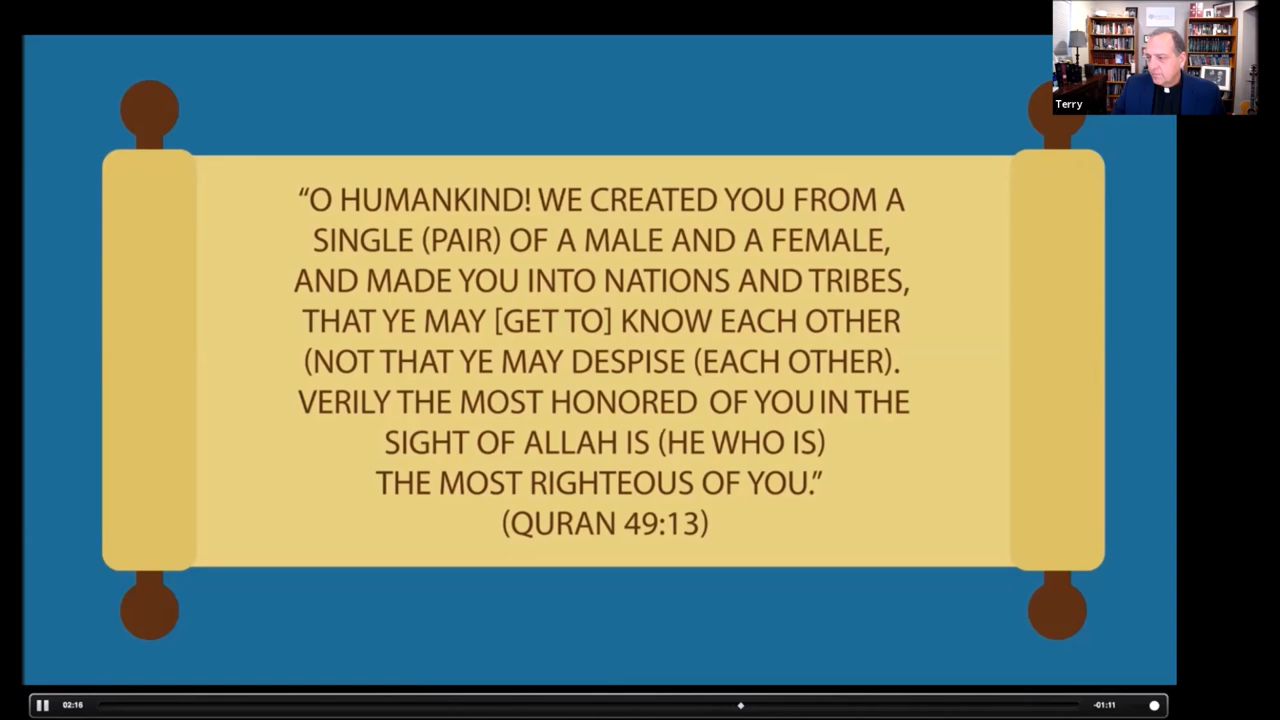 Terry
“O HUMANKIND! WE CREATED YOU FROM A
SINGLE (PAIR) OF A MALE AND A FEMALE,
AND MADE YOU INTO NATIONS AND TRIBES,
THAT YE MAY [GET TO] KNOW EACH OTHER
(NOT THAT YE MAY DESPISE (EACH OTHER).
VERILY THE MOST HONORED OF YOU IN THE
SIGHT OF ALLAH IS (HE WHO IS)
THE MOST RIGHTEOUS OF YOU.”
(QURAN 49:13)
02:16
-01:11